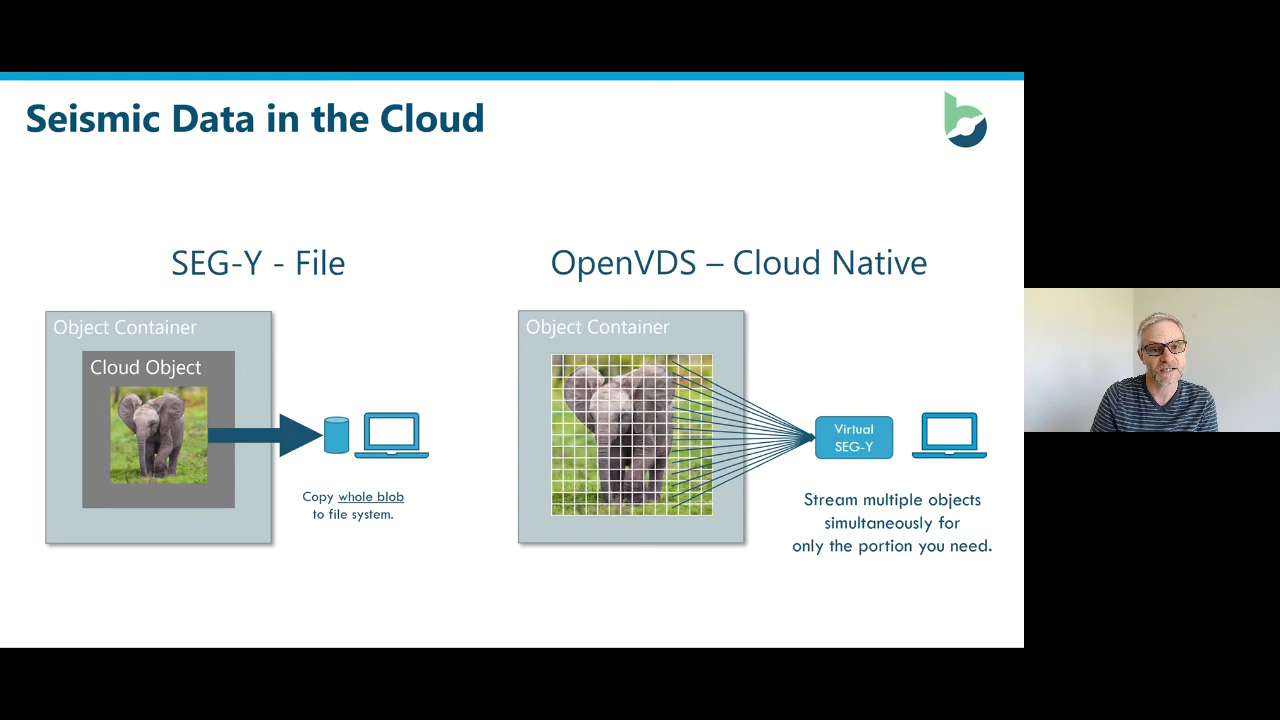 Seismic Data in the Cloud
SEG-Y - File
Object Container
Cloud Object
Copy whole blob
to file system.
OpenVDS – Cloud Native
Object Container
Virtual
SEG-Y
Stream multiple objects
simultaneously for
only the portion you need.